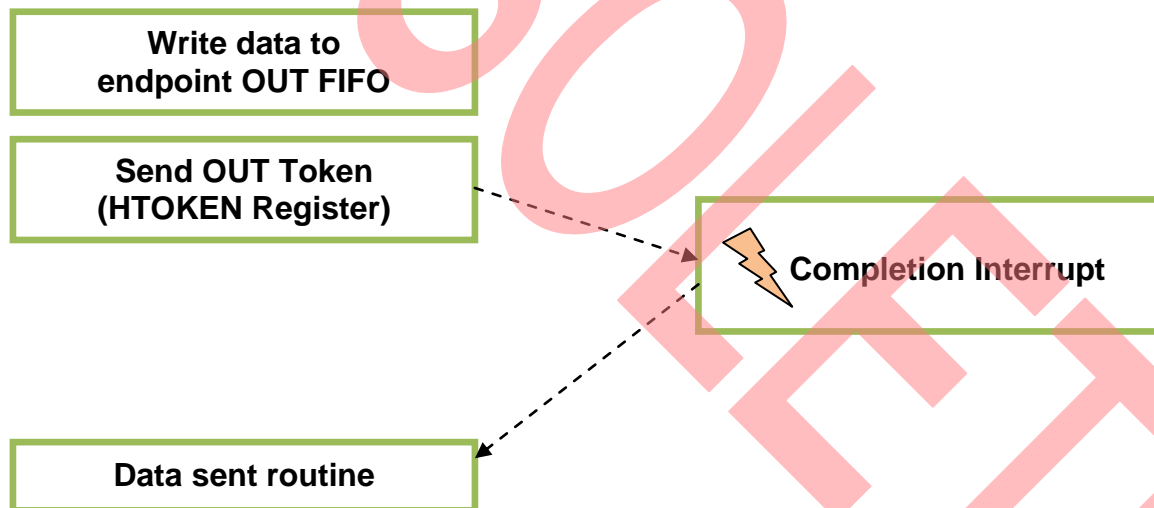 Write data to
endpoint OUT FIFO
Send OUT Token
(HTOKEN Register)
Completion Interrupt
Data sent routine